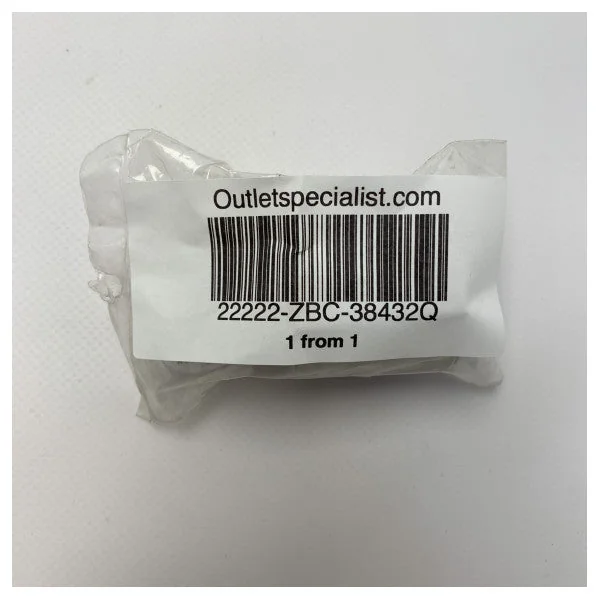 Outletspecialist.com
22222-ZBC-38432Q
1 from 1